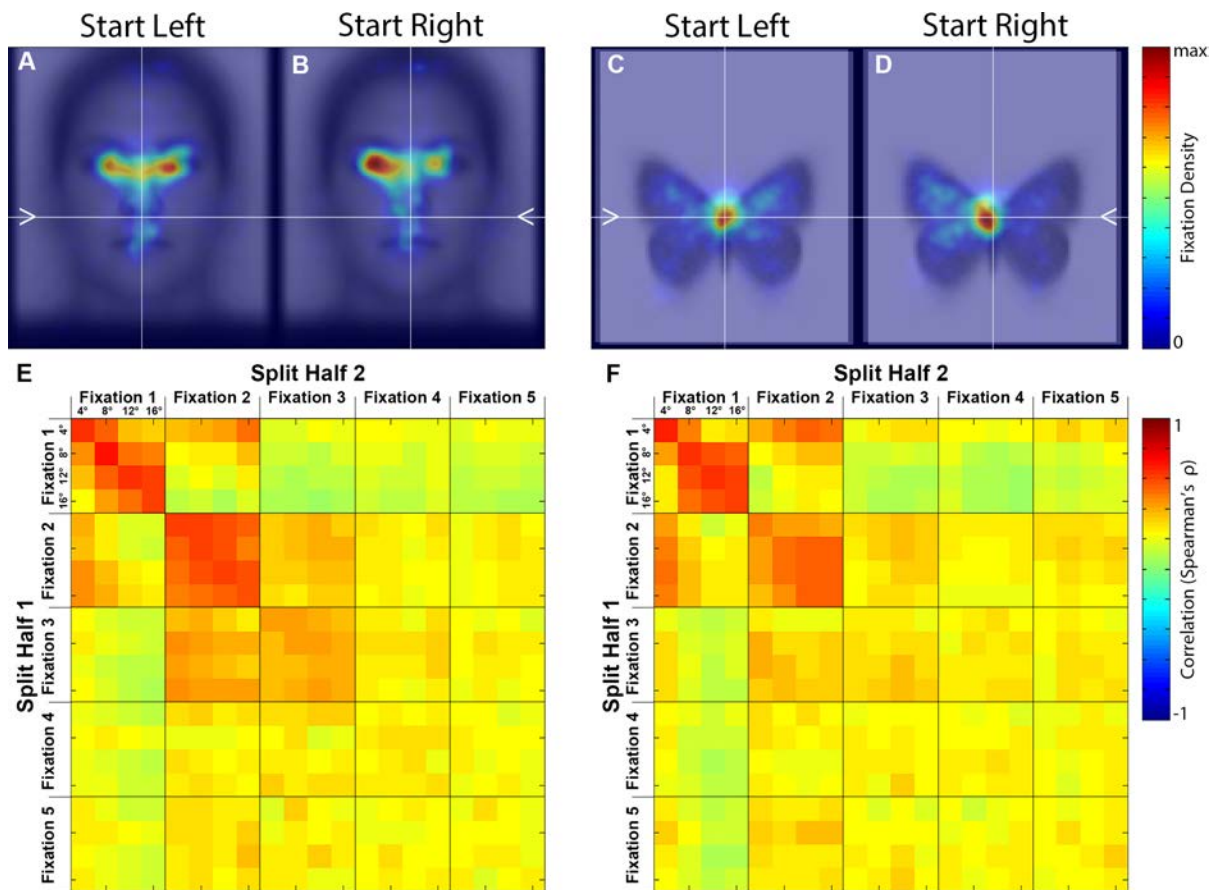 Start Left
Start Right
Start Left
Start Right
A
B
C
D
>
<
>
<
max
Fixation Density
0
E
Split Half 2
Fixation 1
Fixation 2
Fixation 3
Fixation 4
Fixation 5
4° 8° 12° 16°
Split Half 1
Fixation 1
4°
8°
12°
16°
Fixation 2
Fixation 3
Fixation 4
Fixation 5
F
Split Half 2
Fixation 1
Fixation 2
Fixation 3
Fixation 4
Fixation 5
4° 8° 12° 16°
Split Half 1
Fixation 1
4°
8°
12°
16°
Fixation 2
Fixation 3
Fixation 4
Fixation 5
1
Correlation (Spearman's ρ)
-1